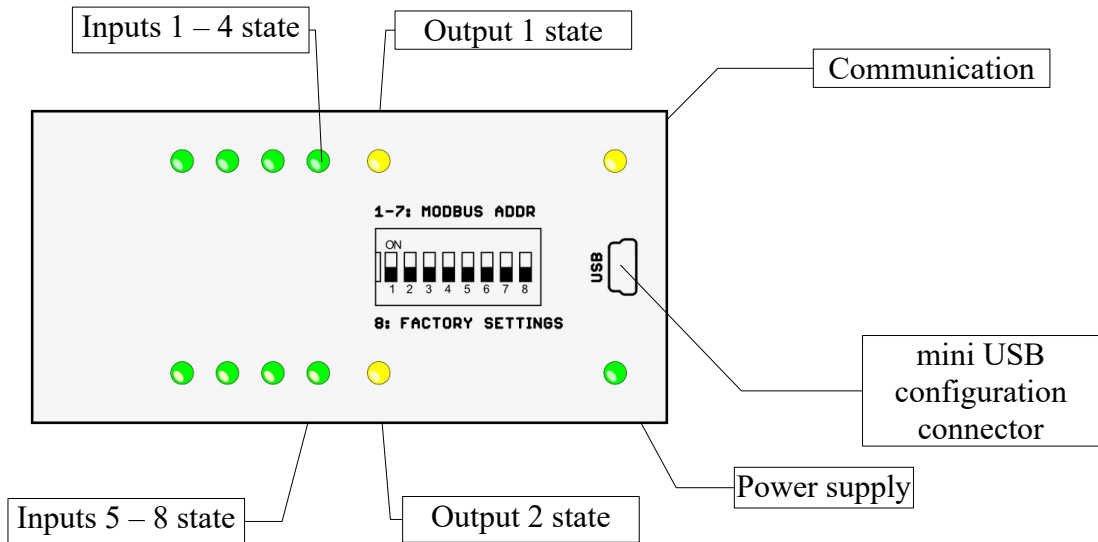 Inputs 1 – 4 state
Output 1 state
Communication
1-7: MODBUS ADDR
ON
1 2 3 4 5 6 7 8
USB
8: FACTORY SETTINGS
mini USB
configuration
connector
Power supply
Inputs 5 – 8 state
Output 2 state